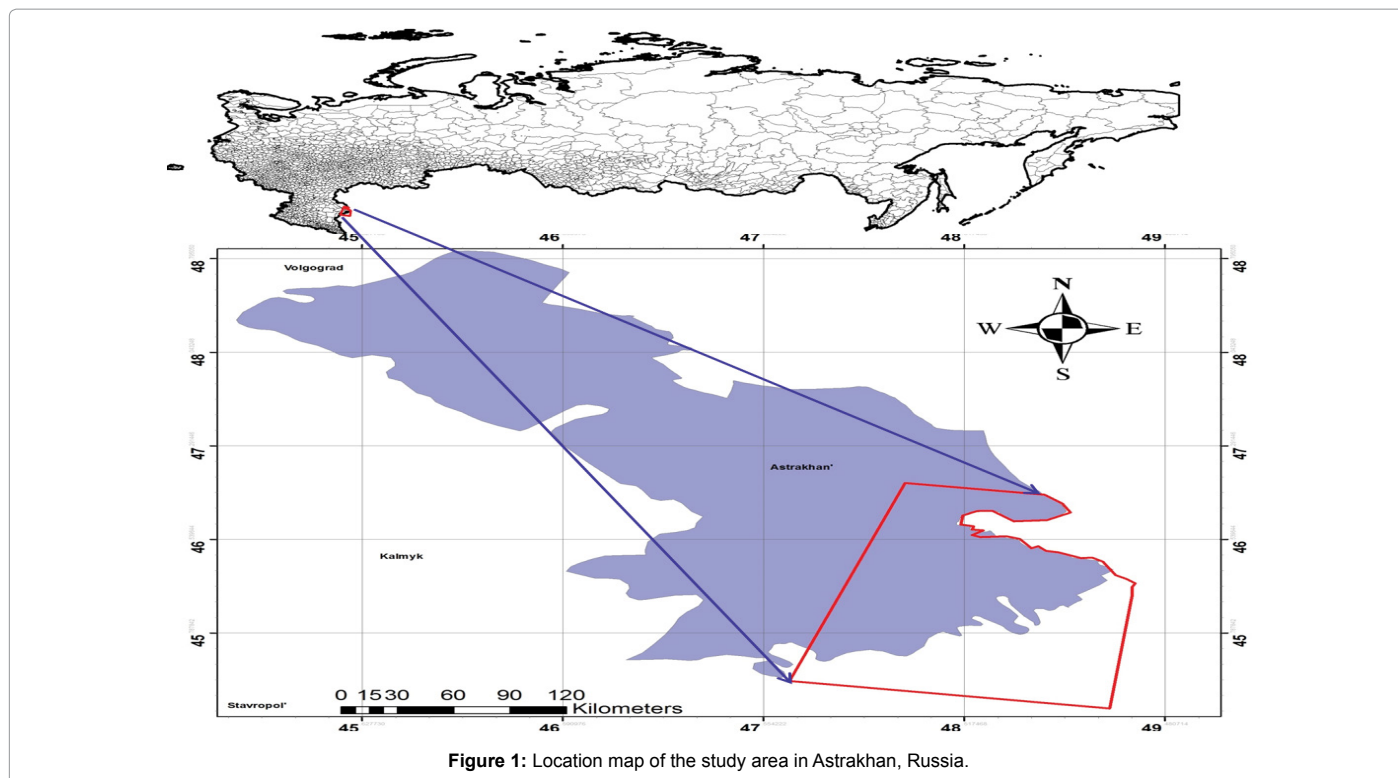 45 46 47 48 49
48 48
Volgograd
N
W E
S
48 48
47 47
Astrakhan'
46 46
Kalmyk
45 45
0 15 30 60 90 120
Kilometers
Stavropol'
45 46 47 48 49
Figure 1: Location map of the study area in Astrakhan, Russia.